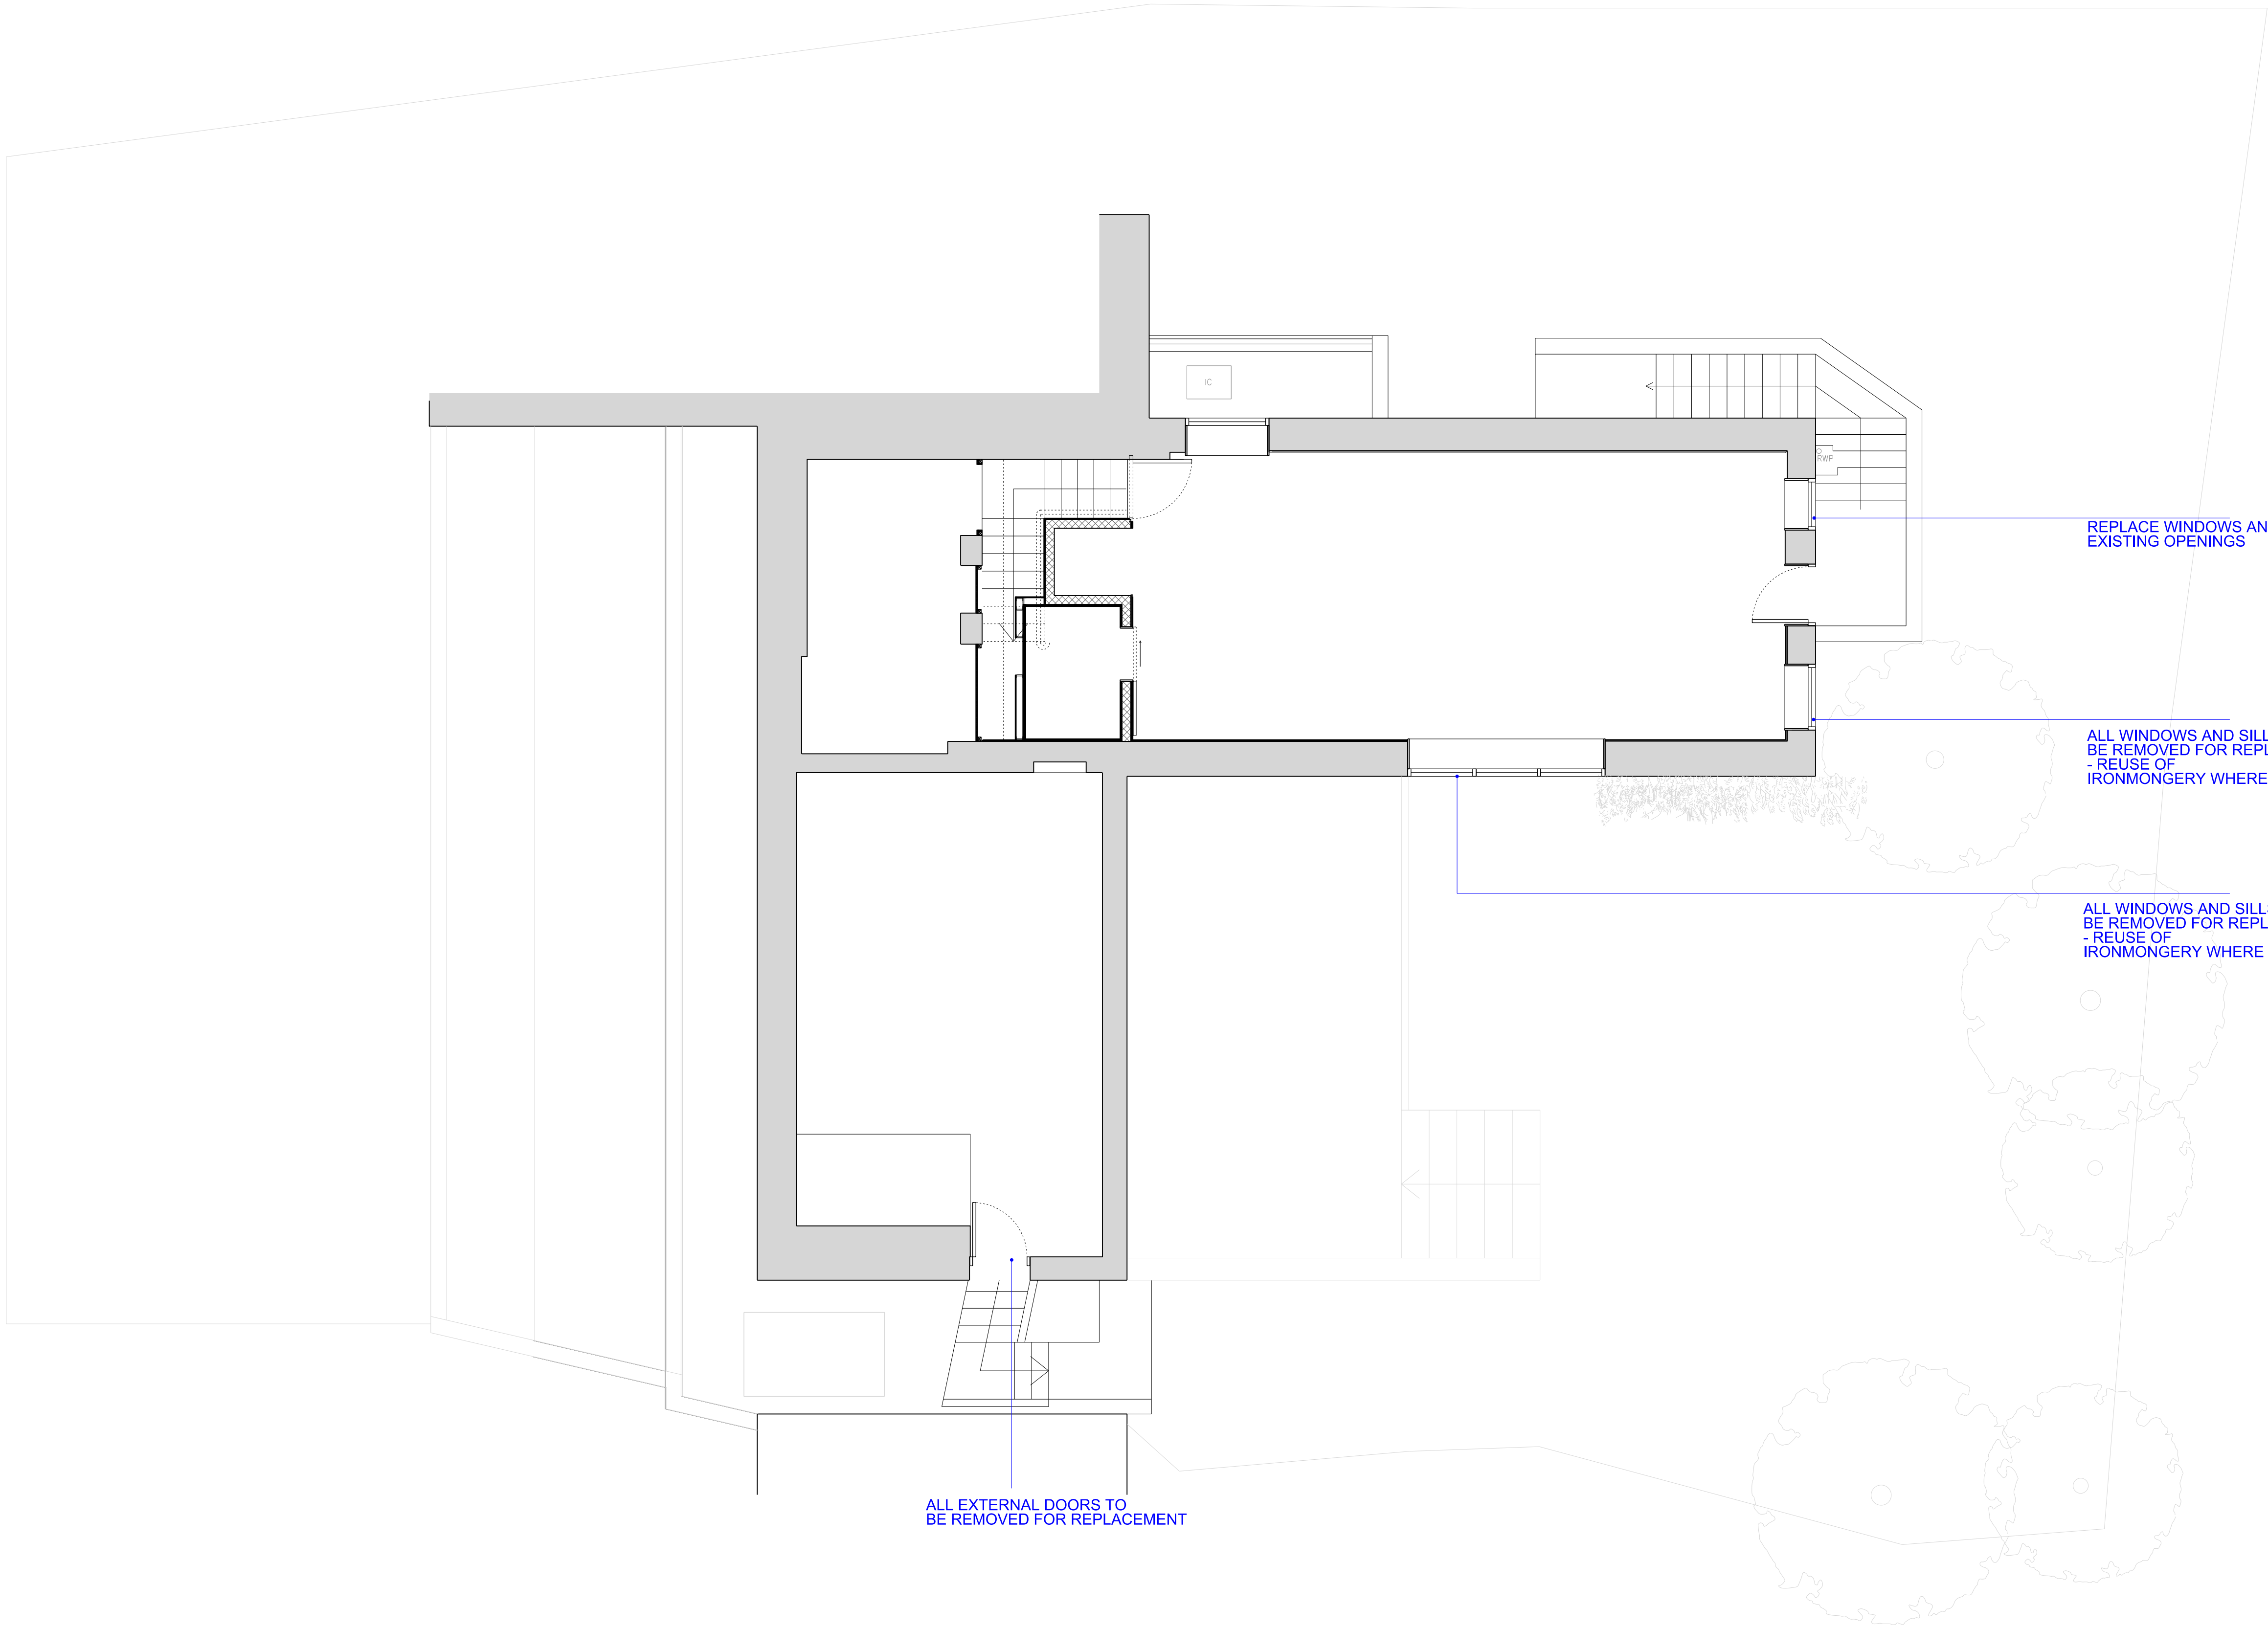 IC
RWP
REPLACE WINDOWS AN
EXISTING OPENINGS
ALL WINDOWS AND SILL
BE REMOVED FOR REPL
- REUSE OF
IRONMONGERY WHERE
ALL WINDOWS AND SILL
BE REMOVED FOR REPL
- REUSE OF
IRONMONGERY WHERE
ALL EXTERNAL DOORS TO
BE REMOVED FOR REPLACEMENT